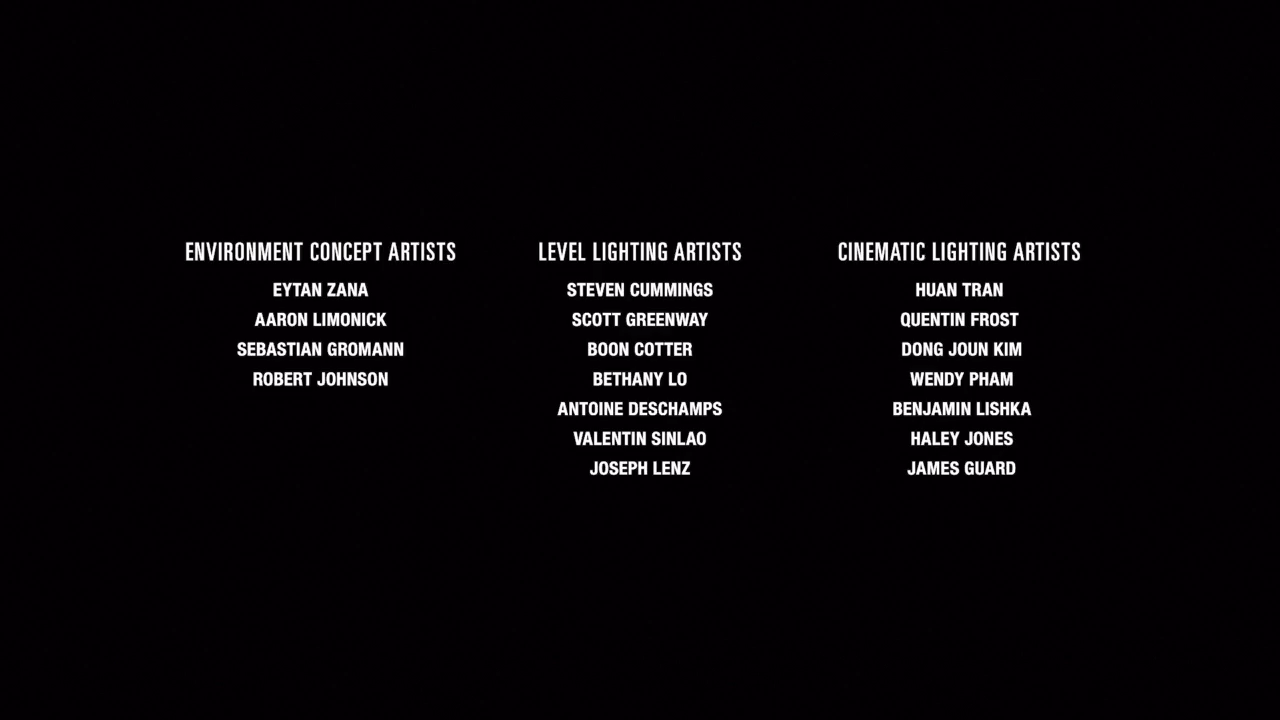 ENVIRONMENT CONCEPT ARTISTS
EYTAN ZANA
AARON LIMONICK
SEBASTIAN GROMANN
ROBERT JOHNSON
LEVEL LIGHTING ARTISTS
STEVEN CUMMINGS
SCOTT GREENWAY
BOON COTTER
BETHANY LO
ANTOINE DESCHAMPS
VALENTIN SINLAO
JOSEPH LENZ
CINEMATIC LIGHTING ARTISTS
HUAN TRAN
QUENTIN FROST
DONG JOUN KIM
WENDY PHAM
BENJAMIN LISHKA
HALEY JONES
JAMES GUARD